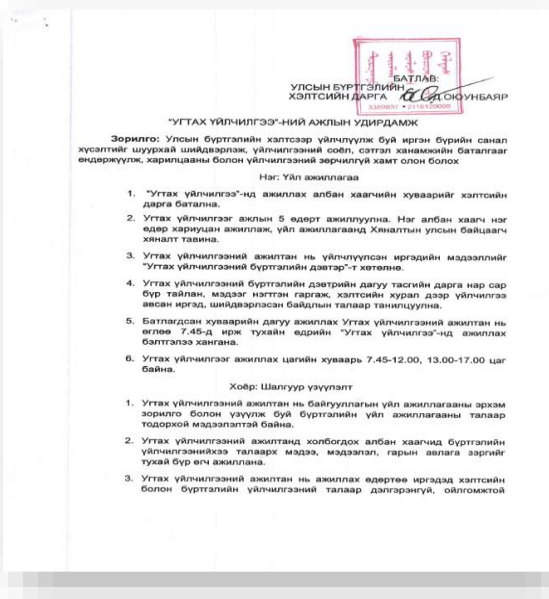 БАТЛАВ:
УЛСЫН БҮРТГЭЛИЙН
ХЭЛТСИЙН ДАРГА Д.ОЮУНБАЯР
"УГТАХ ҮЙЛЧИЛГЭЭ"-НИЙ АЖЛЫН УДИРДАМЖ
Зорилго: Улсын бүртгэлийн хэлтсээр үйлчлүүлж буй иргэн бүрийн санал
хүсэлтийг шуурхай шийдвэрлэж, үйлчилгээний соёл, сэтгэл ханамжийн баталгааг
өндөржүүлж, харилцааны болон үйлчилгээний зөрчилгүй хамт олон болох
Нэг: Үйл ажиллагаа
1. "Угтах үйлчилгээ"-нд ажиллах албан хаагчийн хуваарийг хэлтсийн
дарга батална.
2. Угтах үйлчилгээг ажлын 5 өдөрт ажиллуулна. Нэг албан хаагч нэг
өдөр хариуцан ажиллаж, үйл ажиллагаанд Хяналтын улсын байцаагч
хяналт тавина.
3. Угтах үйлчилгээний ажилтан нь үйлчлүүлсэн иргэдийн мэдээллийг
"Угтах үйлчилгээний бүртгэлийн дэвтэр"-т хөтөлнө.
4. Угтах үйлчилгээний бүртгэлийн дэвтрийн дагуу тасгийн дарга нар сар
бүр тайлан, мэдээг нэгтгэн гаргаж, хэлтсийн хурал дээр үйлчилгээ
авсан иргэд, шийдвэрлэсэн байдлын талаар танилцуулна.
5. Батлагдсан хуваарийн дагуу ажиллах Угтах үйлчилгээний ажилтан нь
өглөө 7.45-д ирж тухайн өдрийн "Угтах үйлчилгээ"-нд ажиллах
бэлтгэлээ хангана.
6. Угтах үйлчилгээг ажиллах цагийн хуваарь 7.45-12.00, 13.00-17.00 цаг
байна.
Хоёр: Шалгуур үзүүлэлт
1. Угтах үйлчилгээний ажилтан нь байгууллагын үйл ажиллагааны эрхэм
зорилго болон үзүүлж буй бүртгэлийн үйл ажиллагааны талаар
тодорхой мэдээлэлтэй байна.
2. Угтах үйлчилгээний ажилтанд холбогдох албан хаагчид бүртгэлийн
үйлчилгээнийхээ талаарх мэдээ, мэдээлэл, гарын авлага зэргийг
тухай бүр өгч ажиллана.
3. Угтах үйлчилгээний ажилтан нь ажиллах өдөртөө иргэдэд хэлтсийн
болон бүртгэлийн үйлчилгээний талаар дэлгэрэнгүй, ойлгомжтой